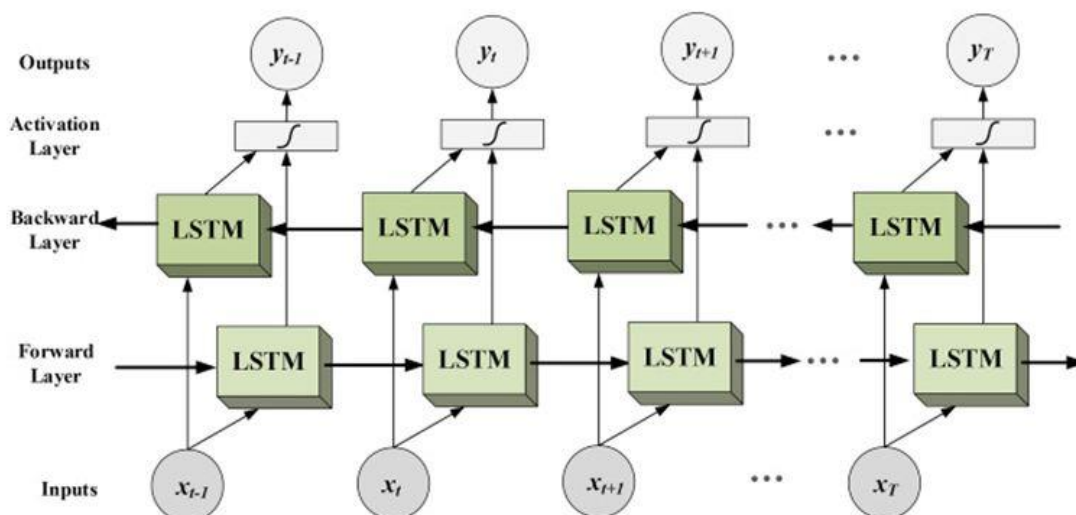 Outputs
y_{t-1} y_t y_{t+1} ... y_T
Activation
Layer
∫ ∫ ∫ ... ∫
Backward
Layer
LSTM LSTM LSTM ... LSTM
Forward
Layer
LSTM LSTM LSTM ... LSTM
Inputs
x_{t-1} x_t x_{t+1} ... x_T